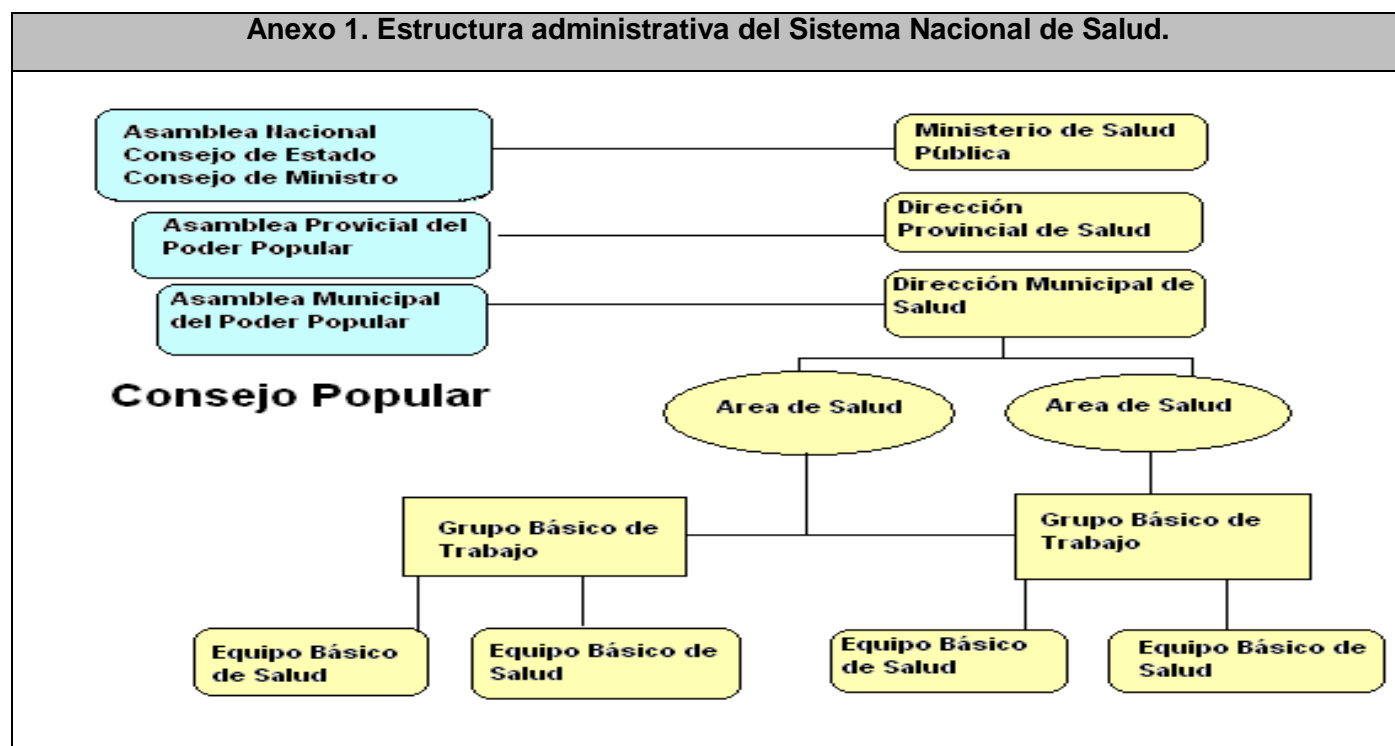 Anexo 1. Estructura administrativa del Sistema Nacional de Salud.
Asamblea Nacional
Consejo de Estado
Consejo de Ministro
Ministerio de Salud
Pública
Asamblea Provicial del
Poder Popular
Dirección
Provincial de Salud
Asamblea Municipal
del Poder Popular
Dirección Municipal de
Salud
Consejo Popular
Area de Salud
Area de Salud
Grupo Básico de
Trabajo
Grupo Básico de
Trabajo
Equipo Básico
de Salud
Equipo Básico de
Salud
Equipo Básico
de Salud
Equipo Básico de
Salud